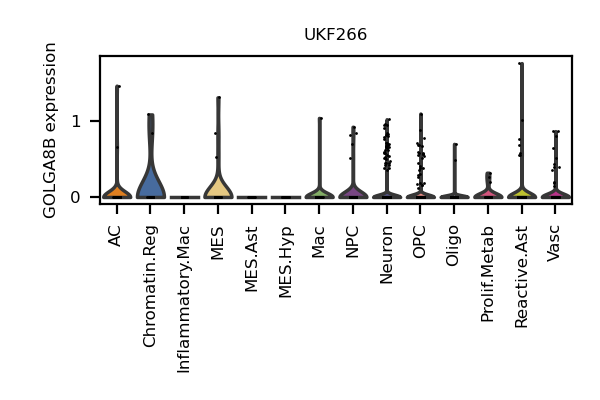 UKF266
GOLGA8B expression
1
0
AC
Chromatin.Reg
Inflammatory.Mac
MES
MES.Ast
MES.Hyp
Mac
NPC
Neuron
OPC
Oligo
Prolif.Metab
Reactive.Ast
Vasc